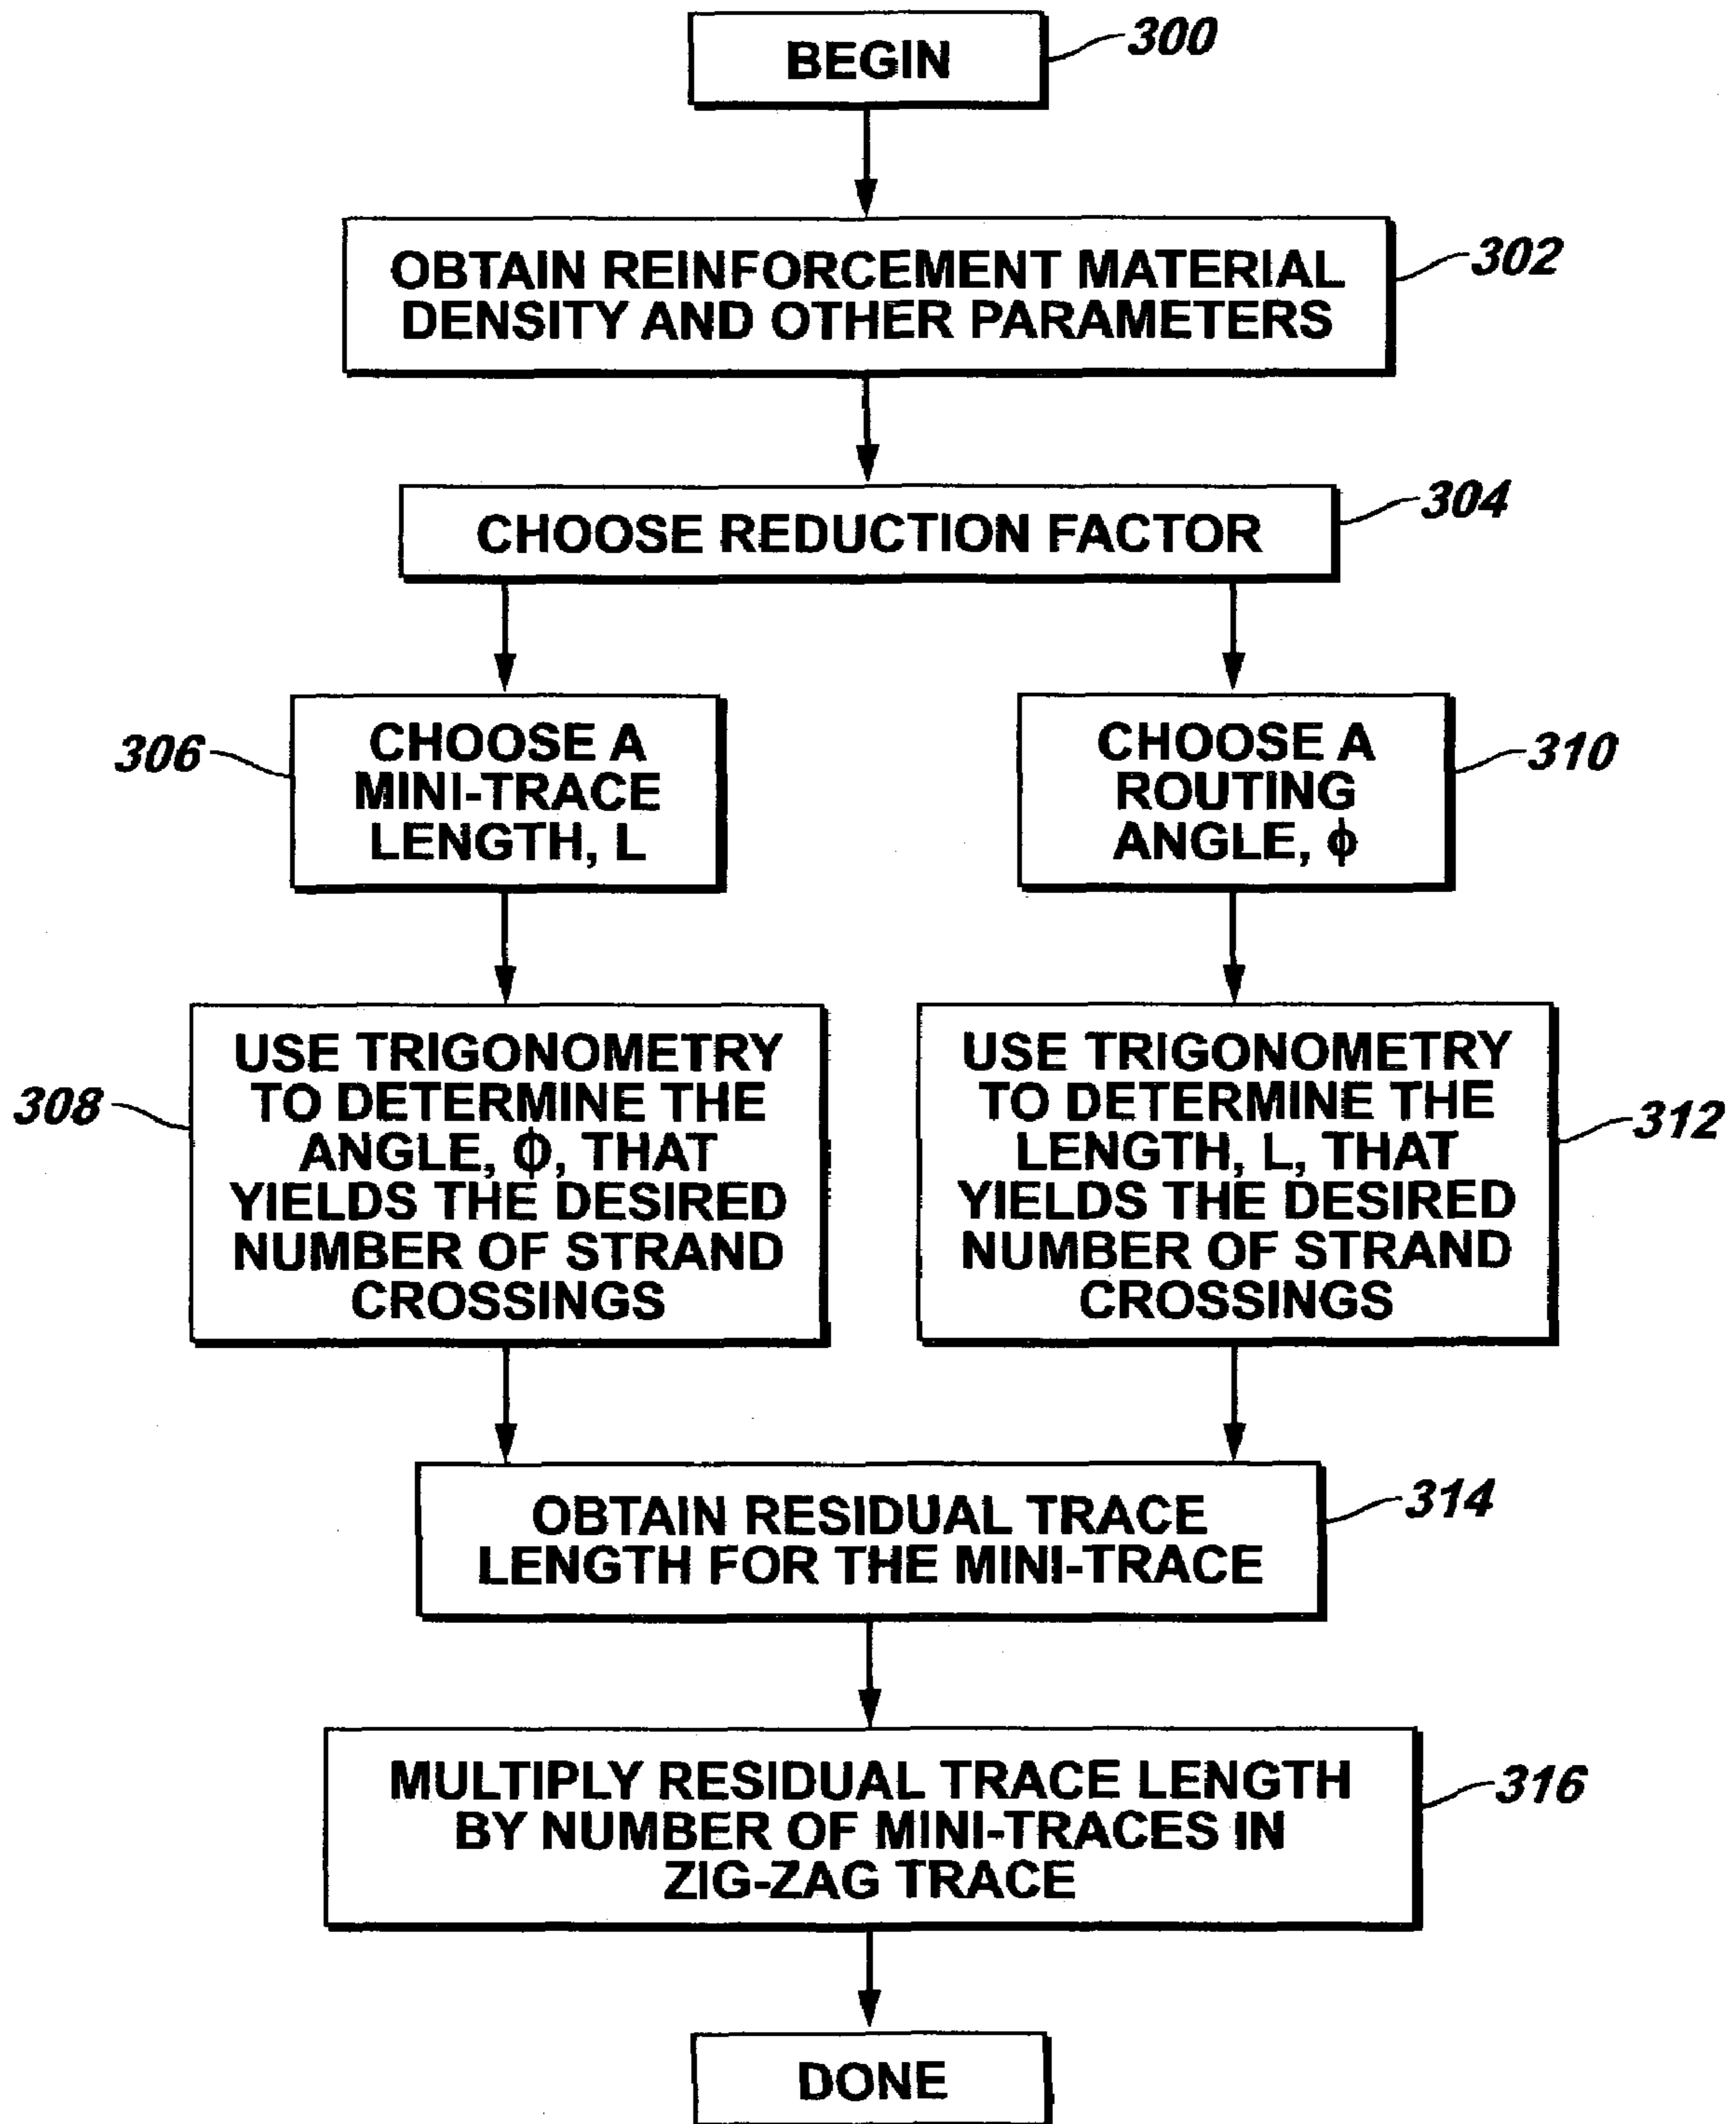 BEGIN
300
OBTAIN REINFORCEMENT MATERIAL
DENSITY AND OTHER PARAMETERS
302
CHOOSE REDUCTION FACTOR
304
306
CHOOSE A
MINI-TRACE
LENGTH, L
CHOOSE A
ROUTING
ANGLE, ϕ
310
308
USE TRIGONOMETRY
TO DETERMINE THE
ANGLE, ϕ, THAT
YIELDS THE DESIRED
NUMBER OF STRAND
CROSSINGS
USE TRIGONOMETRY
TO DETERMINE THE
LENGTH, L, THAT
YIELDS THE DESIRED
NUMBER OF STRAND
CROSSINGS
312
OBTAIN RESIDUAL TRACE
LENGTH FOR THE MINI-TRACE
314
MULTIPLY RESIDUAL TRACE LENGTH
BY NUMBER OF MINI-TRACES IN
ZIG-ZAG TRACE
316
DONE